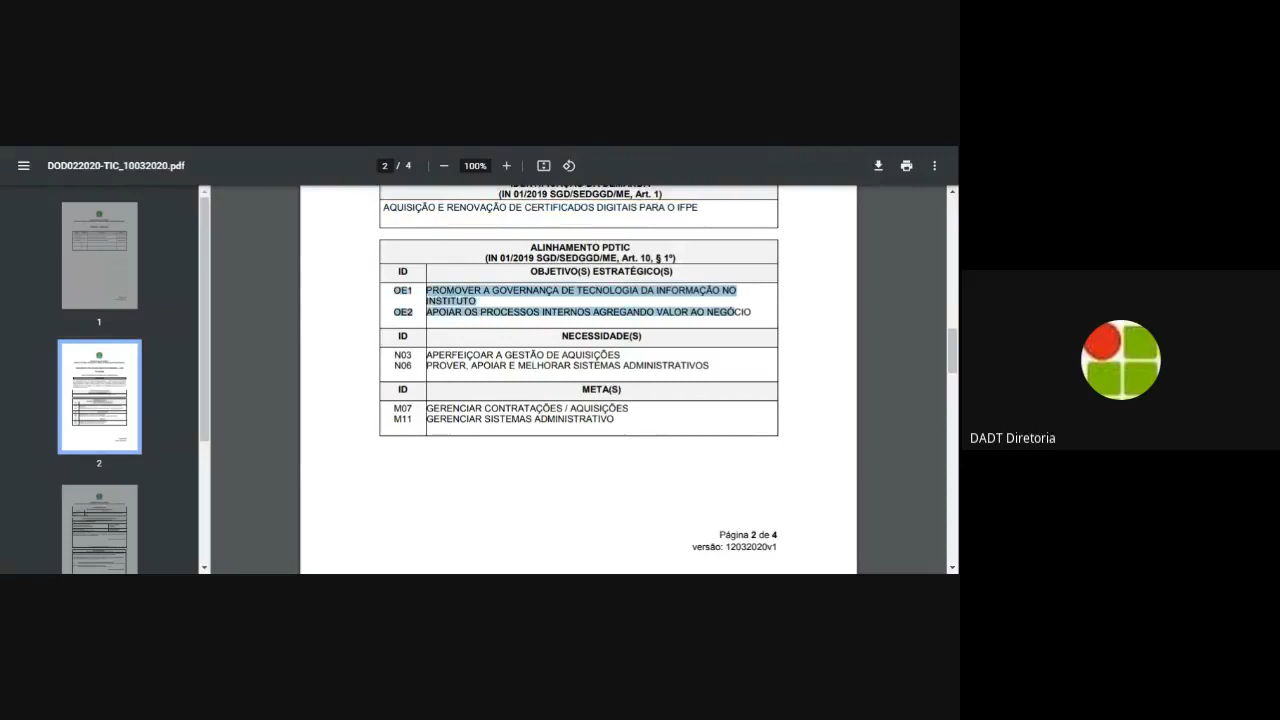 DOD022020-TIC_10032020.pdf
2 / 4
100%
1
2
IDENTIFICAÇÃO DA DEMANDA
(IN 01/2019 SGD/SEDGGD/ME, Art. 1)
AQUISIÇÃO E RENOVAÇÃO DE CERTIFICADOS DIGITAIS PARA O IFPE
ALINHAMENTO PDTIC
(IN 01/2019 SGD/SEDGGD/ME, Art. 10, § 1º)
ID OBJETIVO(S) ESTRATÉGICO(S)
OE1 PROMOVER A GOVERNANÇA DE TECNOLOGIA DA INFORMAÇÃO NO
INSTITUTO
OE2 APOIAR OS PROCESSOS INTERNOS AGREGANDO VALOR AO NEGÓCIO
ID NECESSIDADE(S)
N03 APERFEIÇOAR A GESTÃO DE AQUISIÇÕES
N06 PROVER, APOIAR E MELHORAR SISTEMAS ADMINISTRATIVOS
ID META(S)
M07 GERENCIAR CONTRATAÇÕES / AQUISIÇÕES
M11 GERENCIAR SISTEMAS ADMINISTRATIVO
Página 2 de 4
versão: 12032020v1
DADT Diretoria